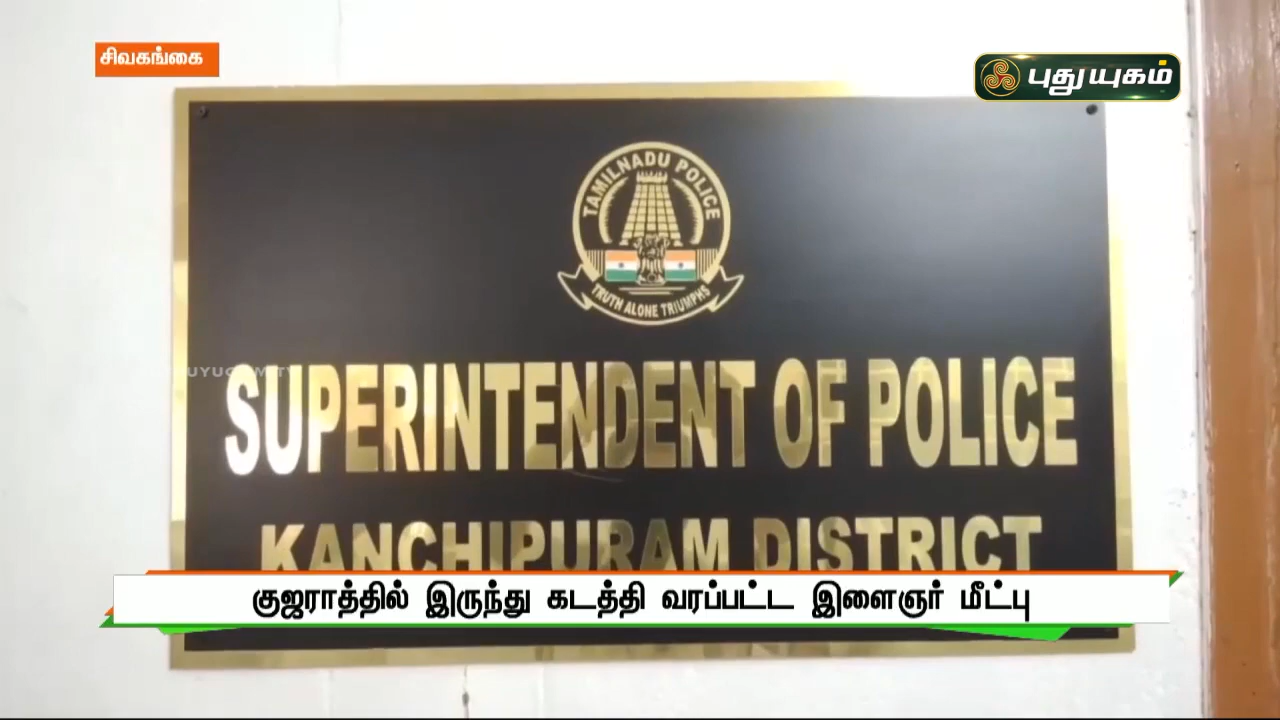 சிவகங்கை
புதுயுகம்
TAMILNADU POLICE
TRUTH ALONE TRIUMPHS
SUPERINTENDENT OF POLICE
KANCHIPURAM DISTRICT
குஜராத்தில் இருந்து கடத்தி வரப்பட்ட இளைஞர் மீட்பு